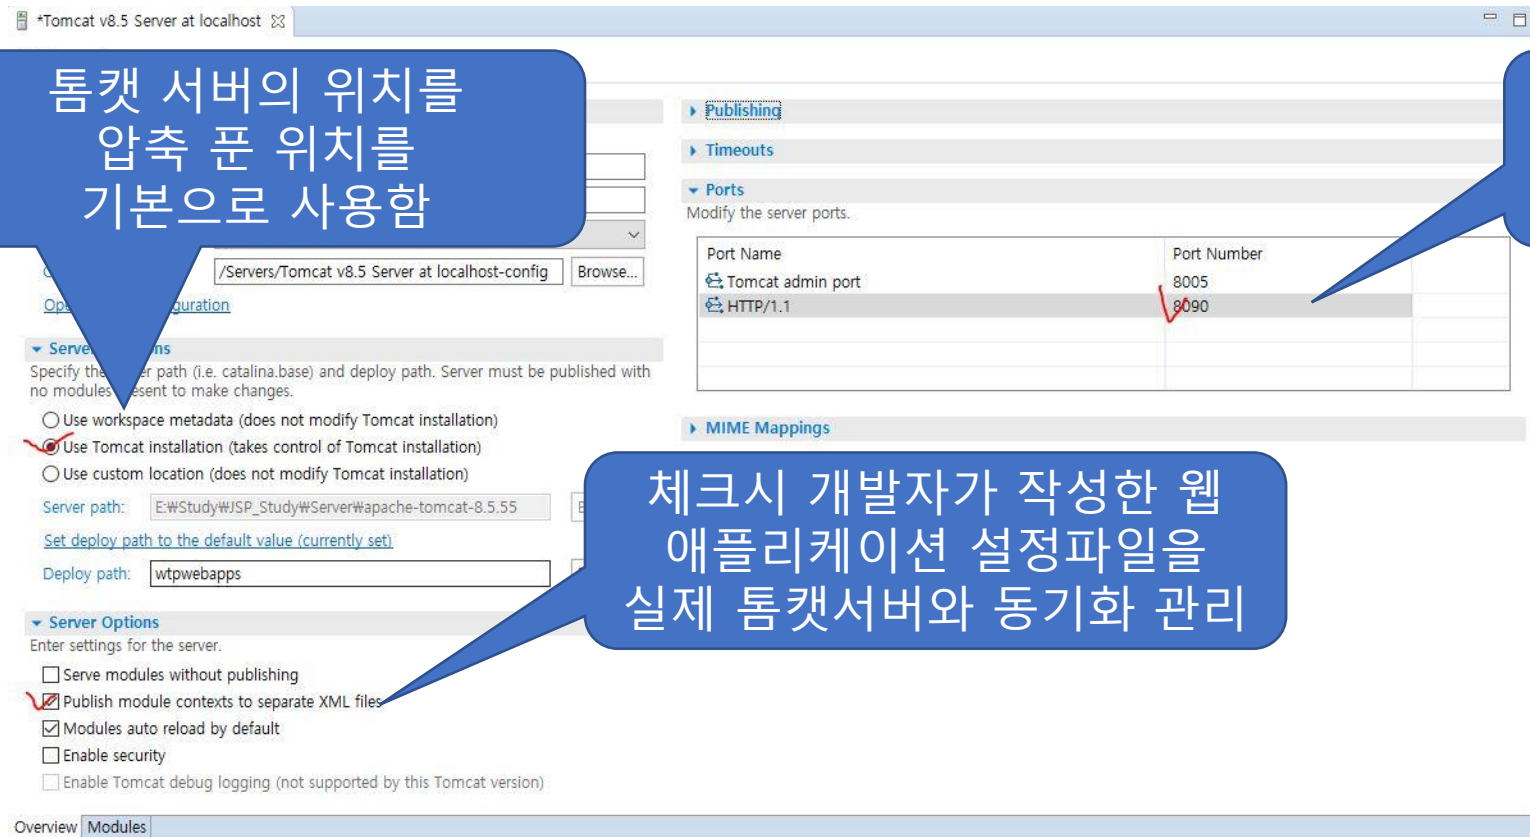 *Tomcat v8.5 Server at localhost
톰캣 서버의 위치를
압축 푼 위치를
기본으로 사용함
/Servers/Tomcat v8.5 Server at localhost-config
Browse...
Server
Specify the path (i.e. catalina.base) and deploy path. Server must be published with
no modules to make changes.
Use workspace metadata (does not modify Tomcat installation)
Use Tomcat installation (takes control of Tomcat installation)
Use custom location (does not modify Tomcat installation)
Server path:
E:₩Study₩JSP_Study₩Server₩apache-tomcat-8.5.55
Set deploy path to the default value (currently set)
Deploy path:
wtpwebapps
Server Options
Enter settings for the server.
Serve modules without publishing
Publish module contexts to separate XML files
Modules auto reload by default
Enable security
Enable Tomcat debug logging (not supported by this Tomcat version)
Publishing
Timeouts
Ports
Modify the server ports.
Port Name Port Number
Tomcat admin port 8005
HTTP/1.1 8090
MIME Mappings
체크시 개발자가 작성한 웹
애플리케이션 설정파일을
실제 톰캣서버와 동기화 관리
Overview Modules